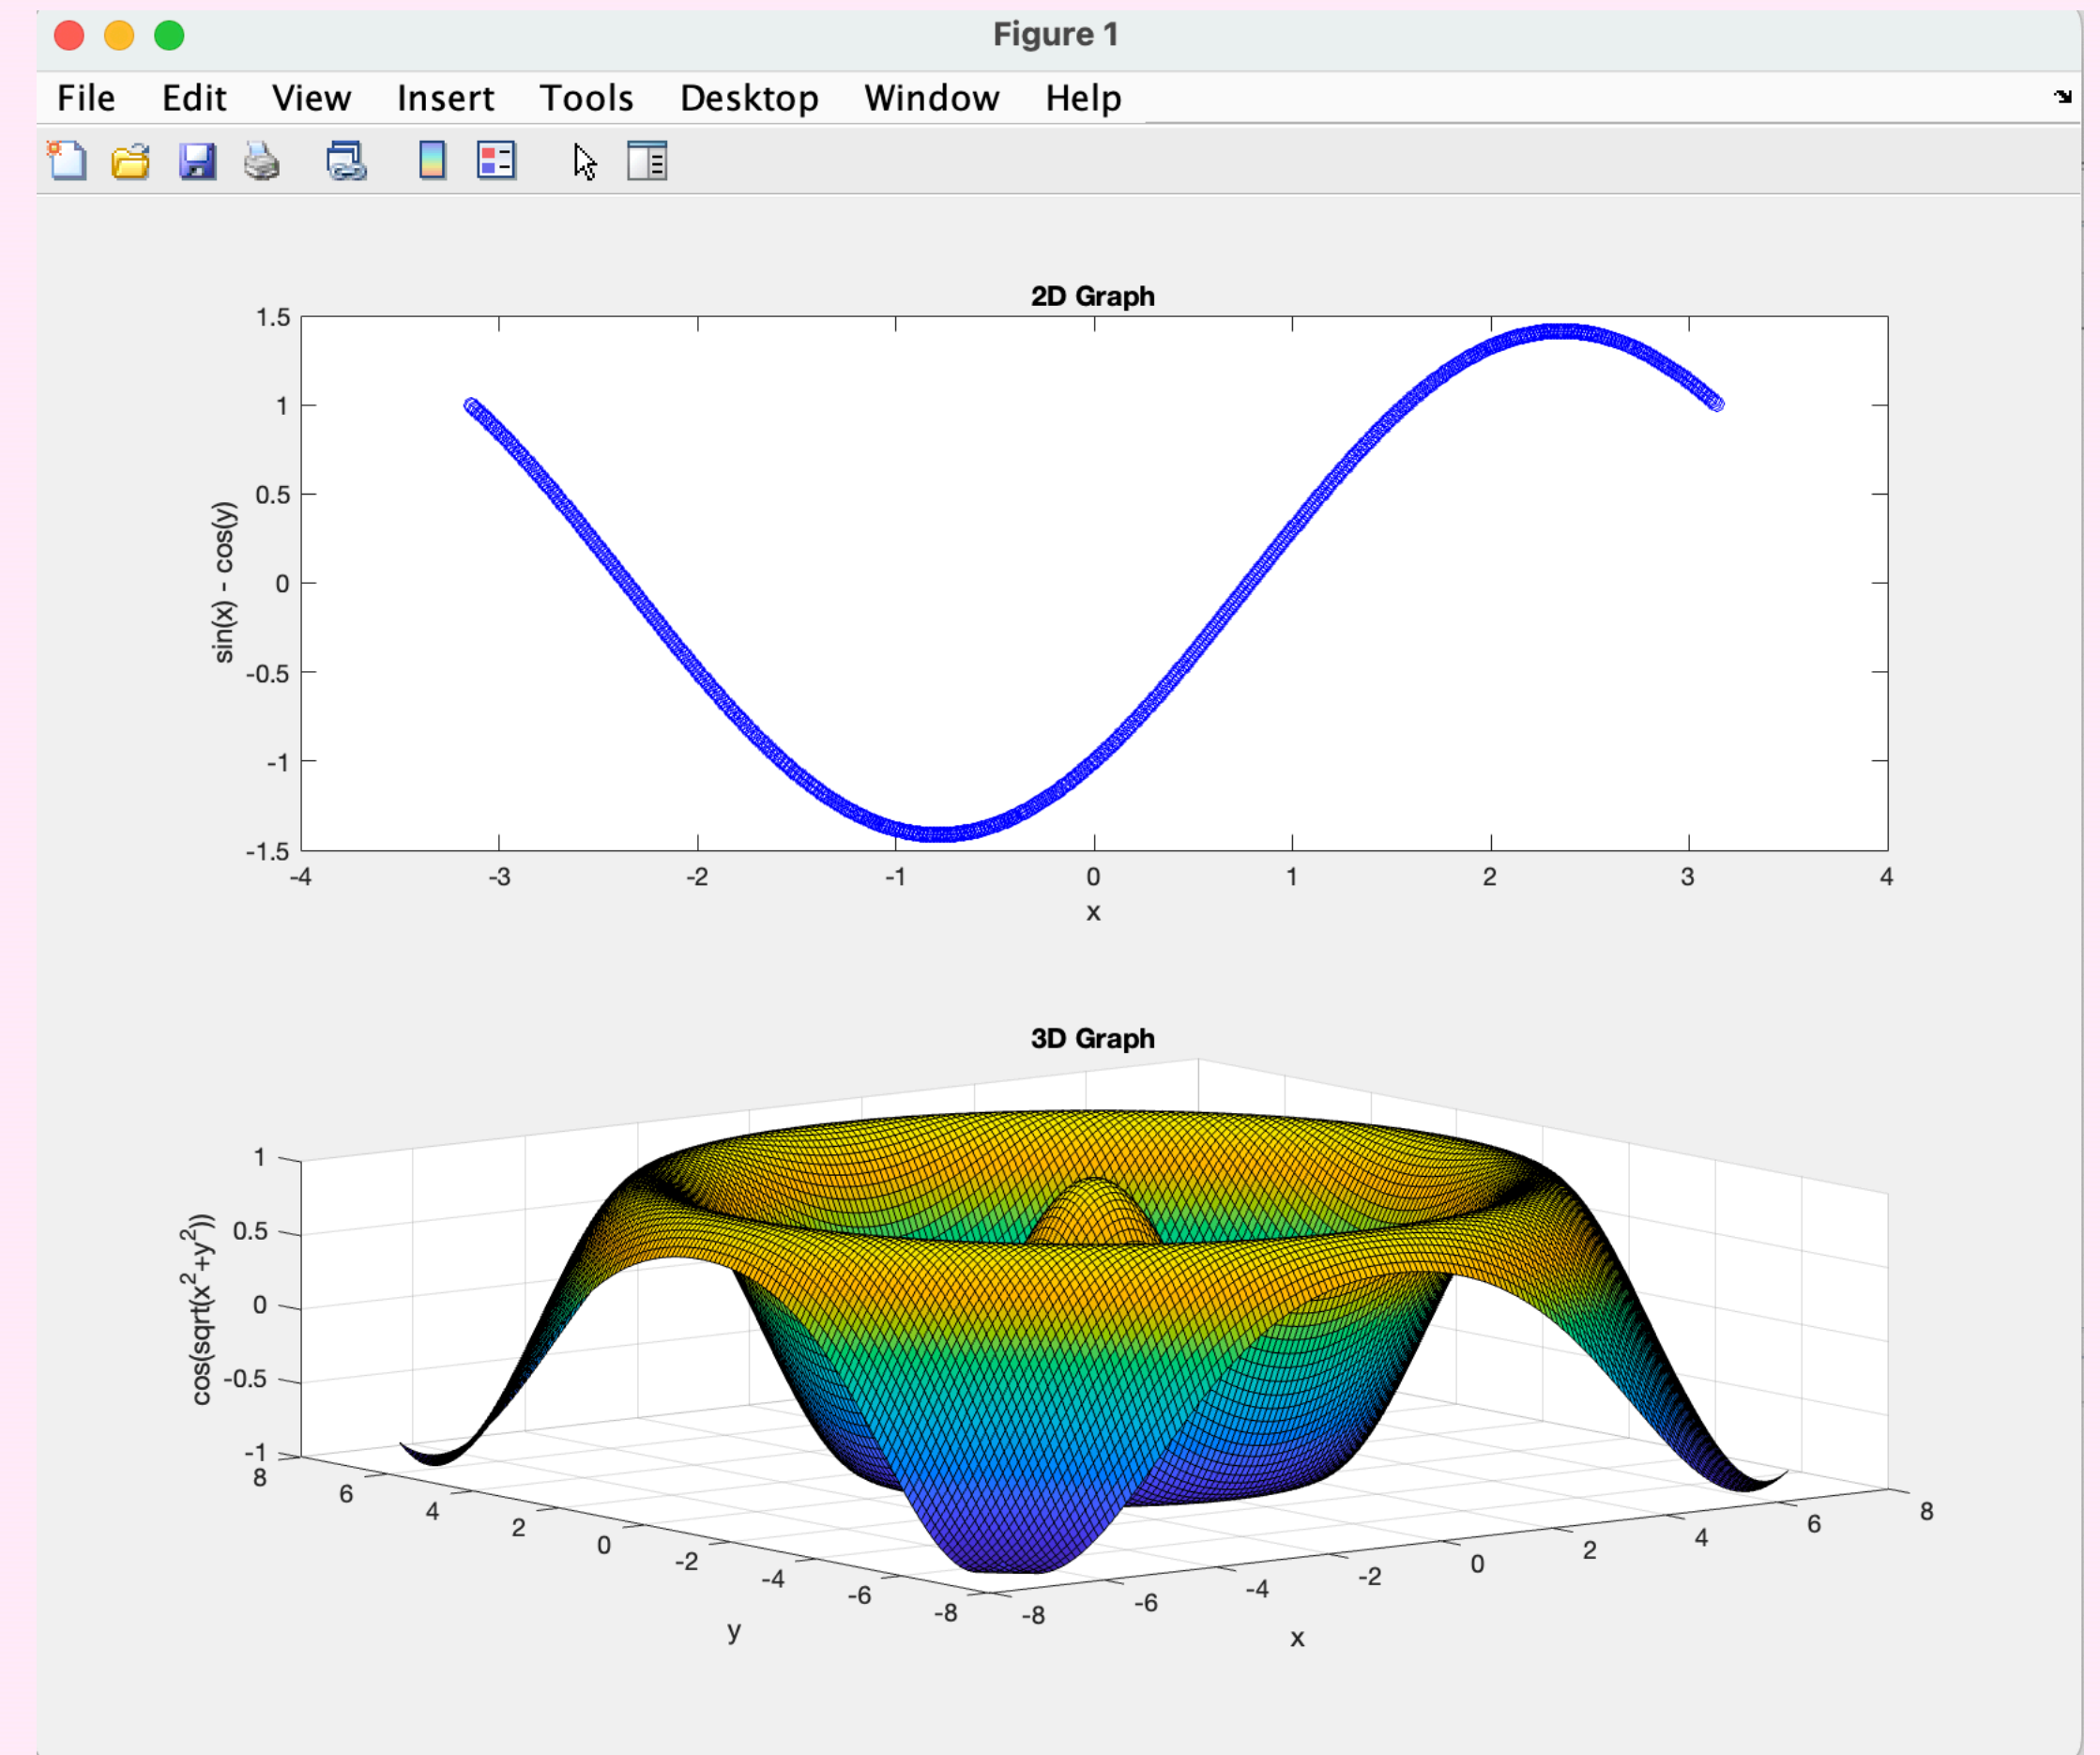 Figure 1
File Edit View Insert Tools Desktop Window Help
2D Graph
1.5
1
0.5
0
-0.5
-1
-1.5
sin(x) - cos(y)
-4 -3 -2 -1 0 1 2 3 4
x
3D Graph
1
0.5
0
-0.5
-1
cos(sqrt(x²+y²))
8 6 4 2 0 -2 -4 -6 -8
y
-8 -6 -4 -2 0 2 4 6 8
x